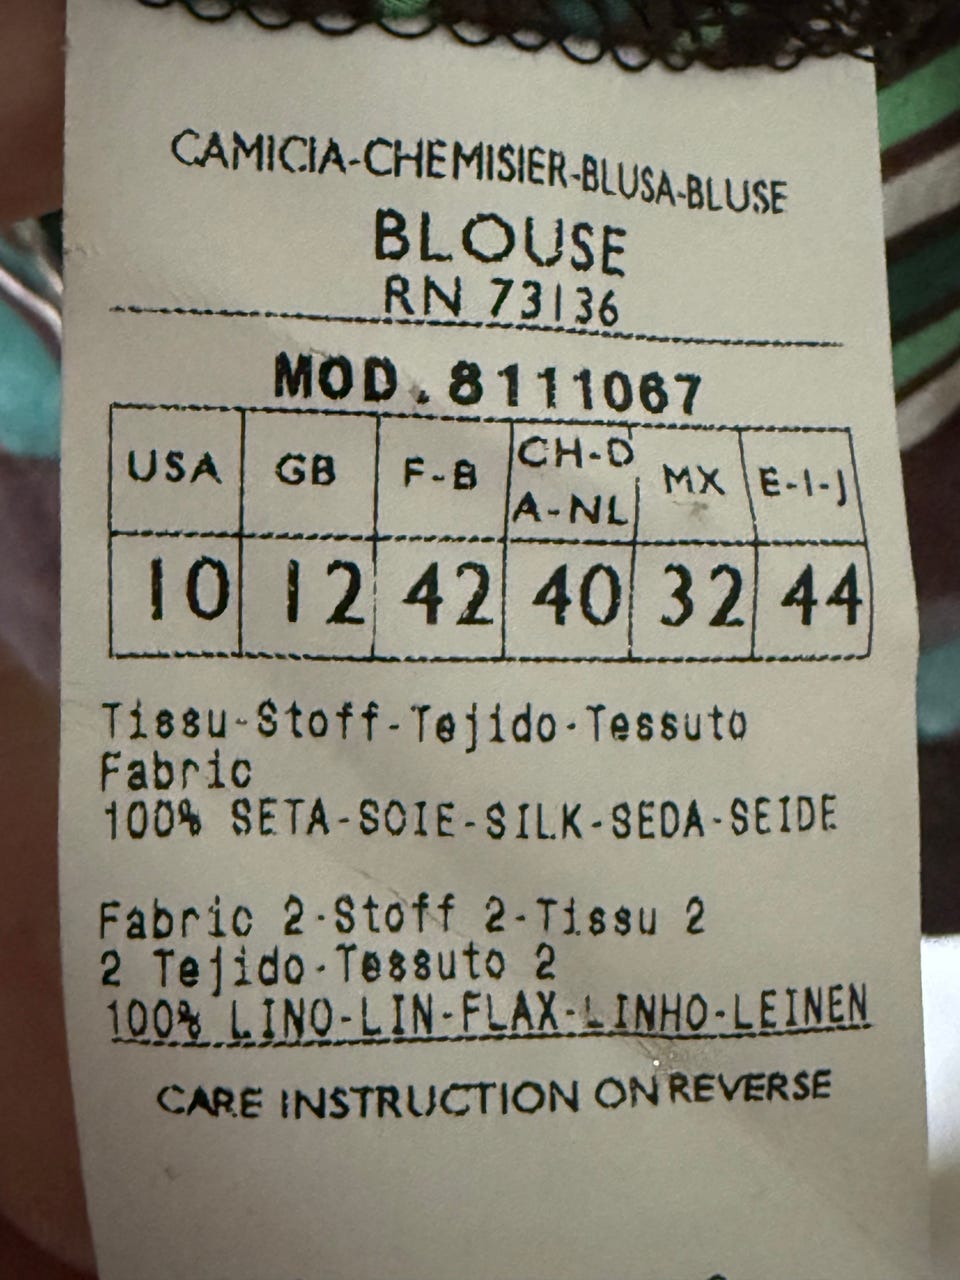 CAMICIA-CHEMISIER-BLUSA-BLUSE
BLOUSE
RN 73136
MOD. 8111067
USA GB F-B CH-D A-NL MX E-I-J
10 12 42 40 32 44
Tissu-Stoff-Tejido-Tessuto
Fabric
100% SETA-SOIE-SILK-SEDA-SEIDE
Fabric 2-Stoff 2-Tissu 2
2 Tejido-Tessuto 2
100% LINO-LIN-FLAX-LINHO-LEINEN
CARE INSTRUCTION ON REVERSE